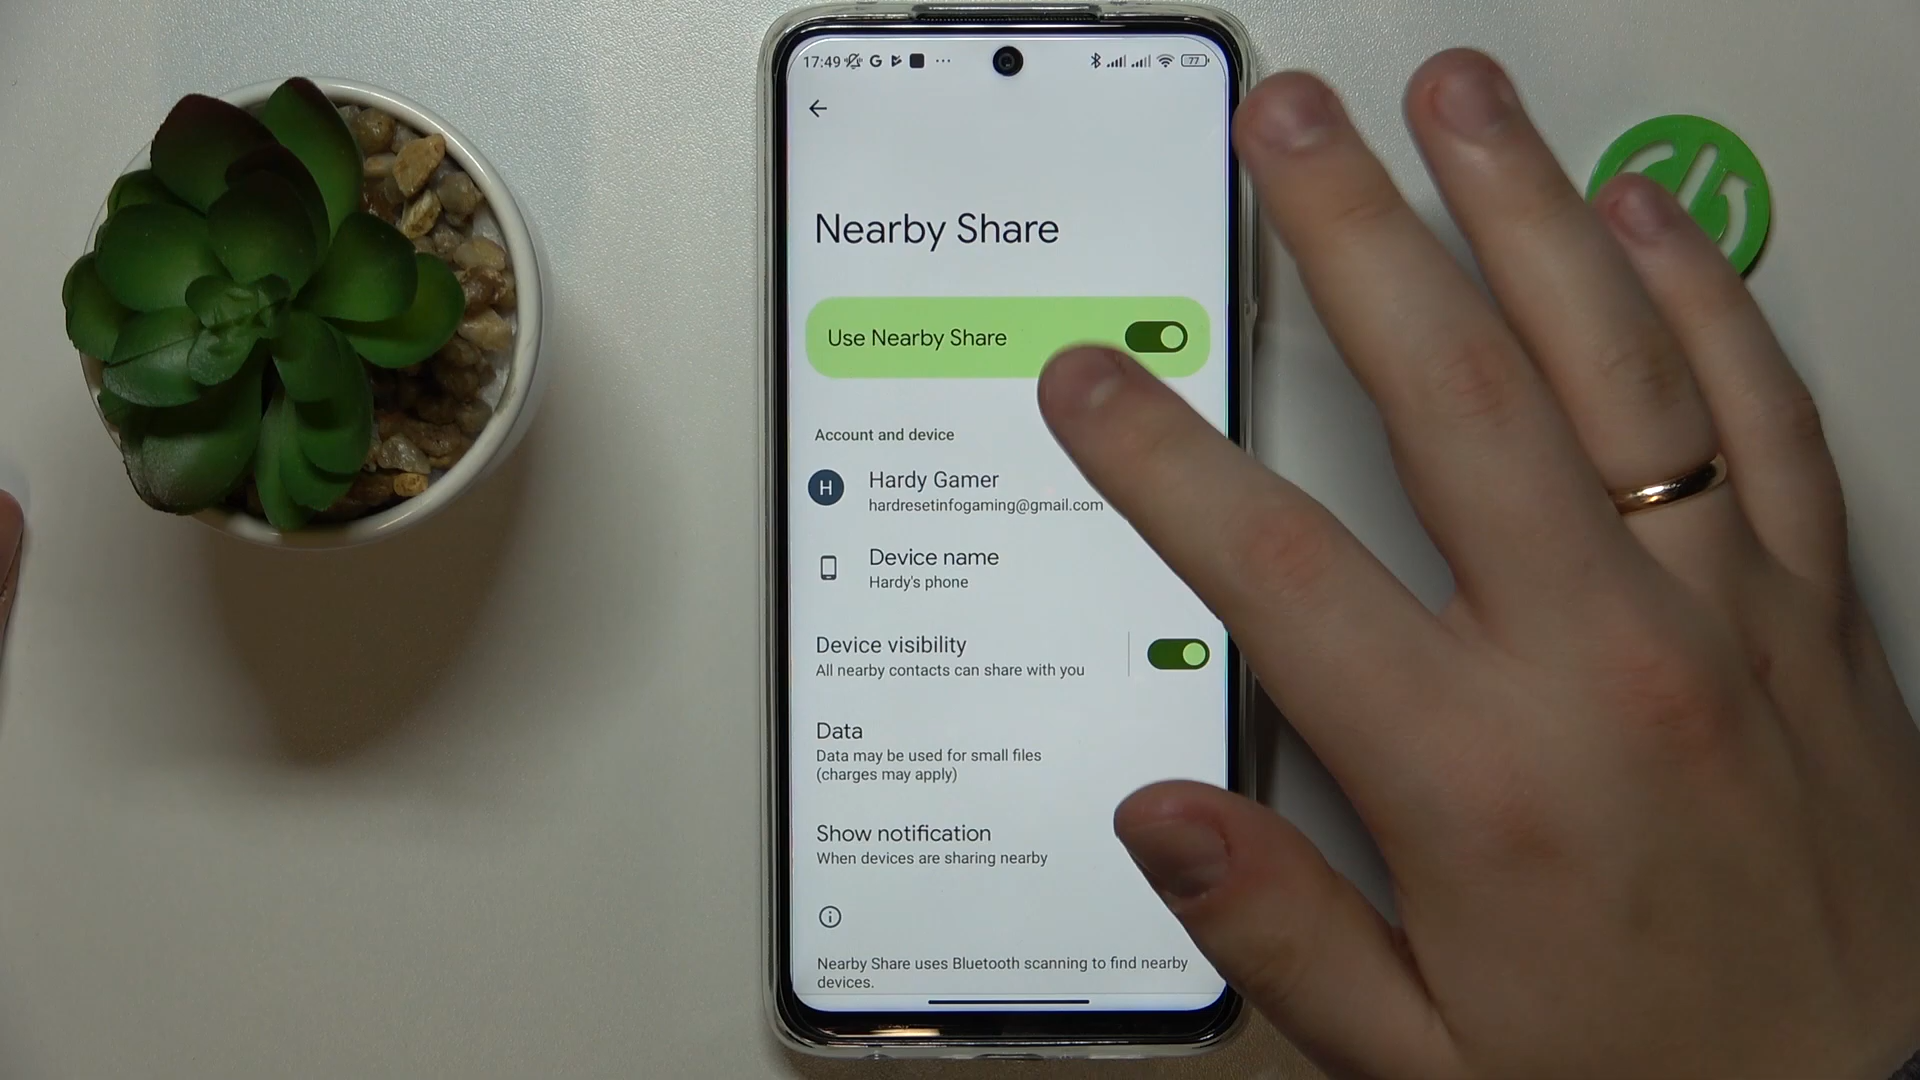 17:49
77
Nearby Share
Use Nearby Share
Account and device
H
Hardy Gamer
hardresetinfogaming@gmail.com
Device name
Hardy's phone
Device visibility
All nearby contacts can share with you
Data
Data may be used for small files
(charges may apply)
Show notification
When devices are sharing nearby
Nearby Share uses Bluetooth scanning to find nearby
devices.